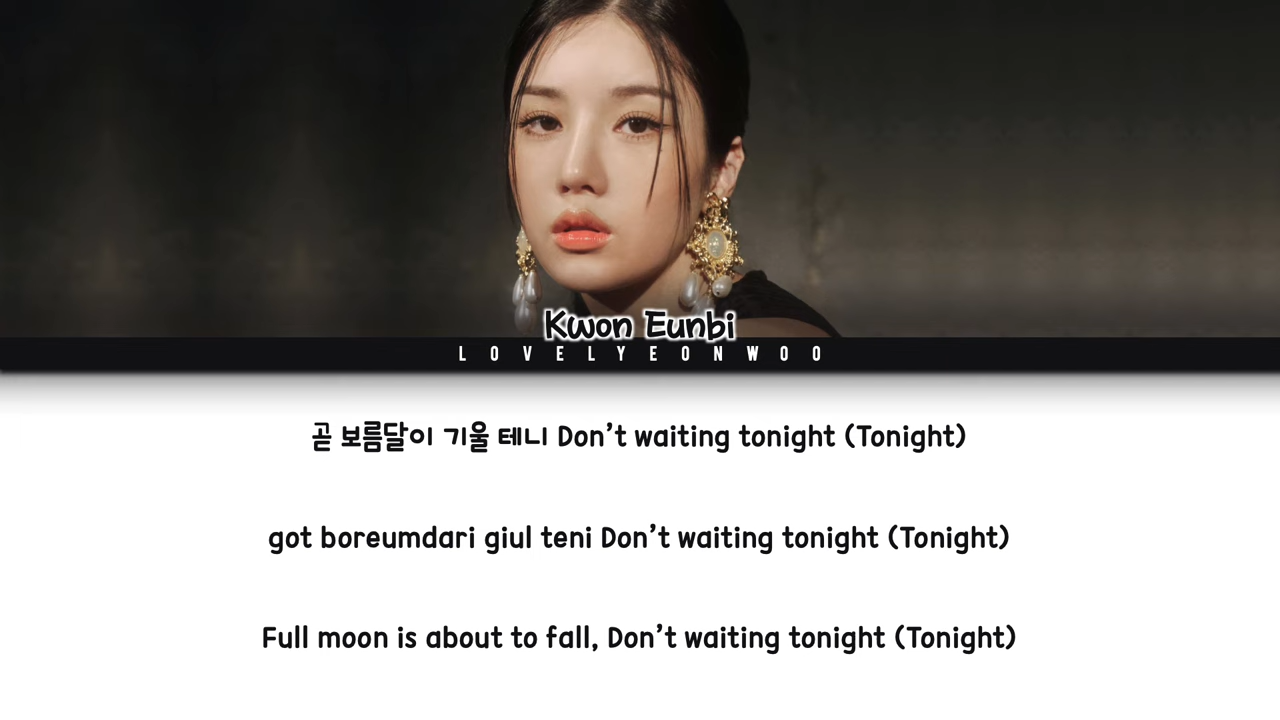 Kwon Eunbi
LOVELYEONWOO
곧 보름달이 기울 테니 Don't waiting tonight (Tonight)
got boreumdari giul teni Don't waiting tonight (Tonight)
Full moon is about to fall, Don't waiting tonight (Tonight)